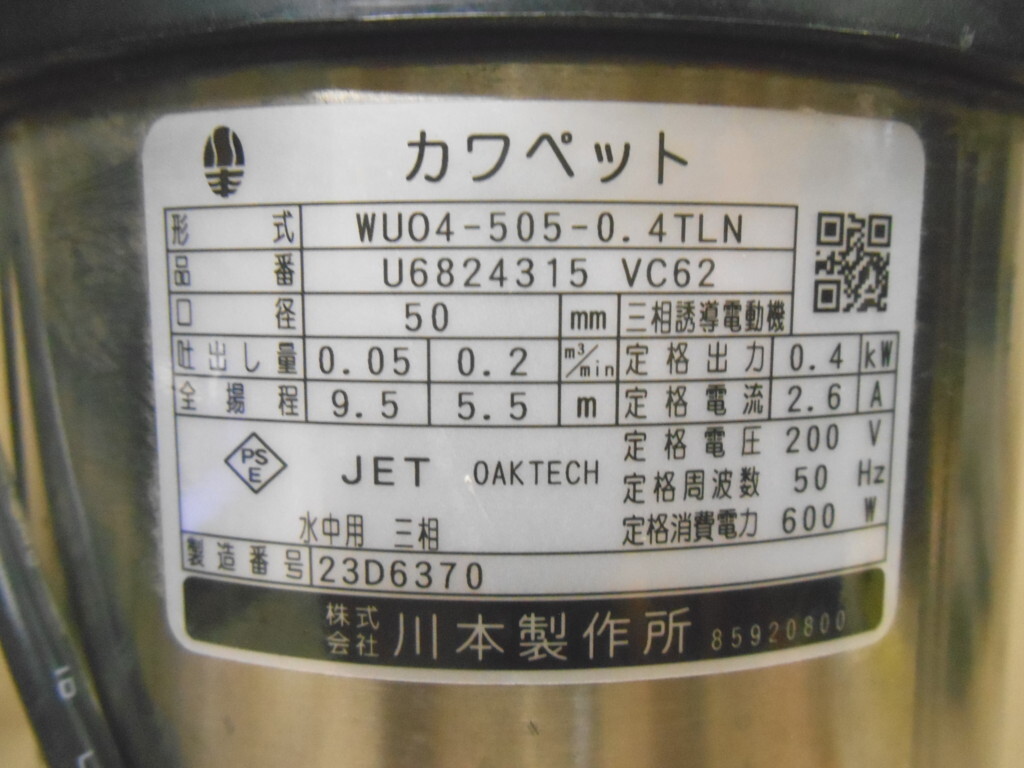 カワペット
形式 WUO4-505-0.4TLN
品番 U6824315 VC62
口径 50 mm 三相誘導電動機
吐出し量 0.05 0.2 m³/min 定格出力 0.4 kW
全揚程 9.5 5.5 m 定格電流 2.6 A
定格電圧 200 V
PSE JET OAKTECH 定格周波数 50 Hz
水中用 三相 定格消費電力 600 W
製造番号 23D6370
株式会社 川本製作所 85920800